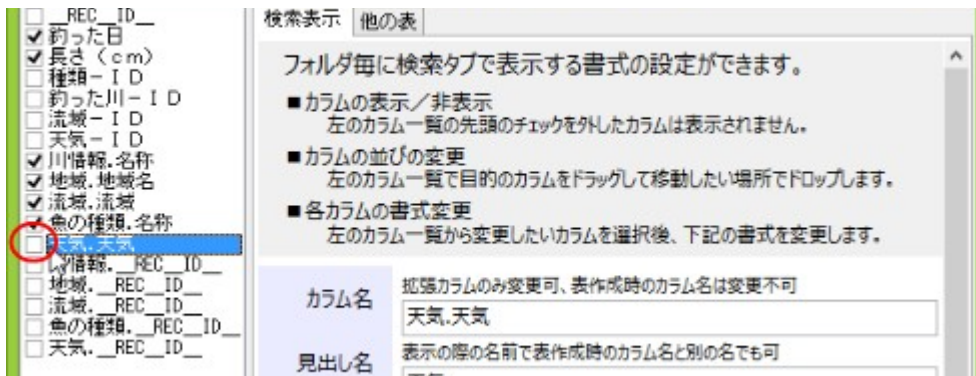 __REC__ID__
釣った日
長さ（cm）
種類－ＩＤ
釣った川－ＩＤ
流域－ＩＤ
天気－ＩＤ
川情報.名称
地域.地域名
流域.流域
魚の種類.名称
天気.天気
川情報.__REC__ID__
地域.__REC__ID__
流域.__REC__ID__
魚の種類.__REC__ID__
天気.__REC__ID__
検索表示 他の表
フォルダ毎に検索タブで表示する書式の設定ができます。
■カラムの表示／非表示
左のカラム一覧の先頭のチェックを外したカラムは表示されません。
■カラムの並びの変更
左のカラム一覧で目的のカラムをドラッグして移動したい場所でドロップします。
■各カラムの書式変更
左のカラム一覧から変更したいカラムを選択後、下記の書式を変更します。
カラム名
拡張カラムのみ変更可、表作成時のカラム名は変更不可
天気.天気
見出し名
表示の際の名前で表作成時のカラム名と別の名でも可